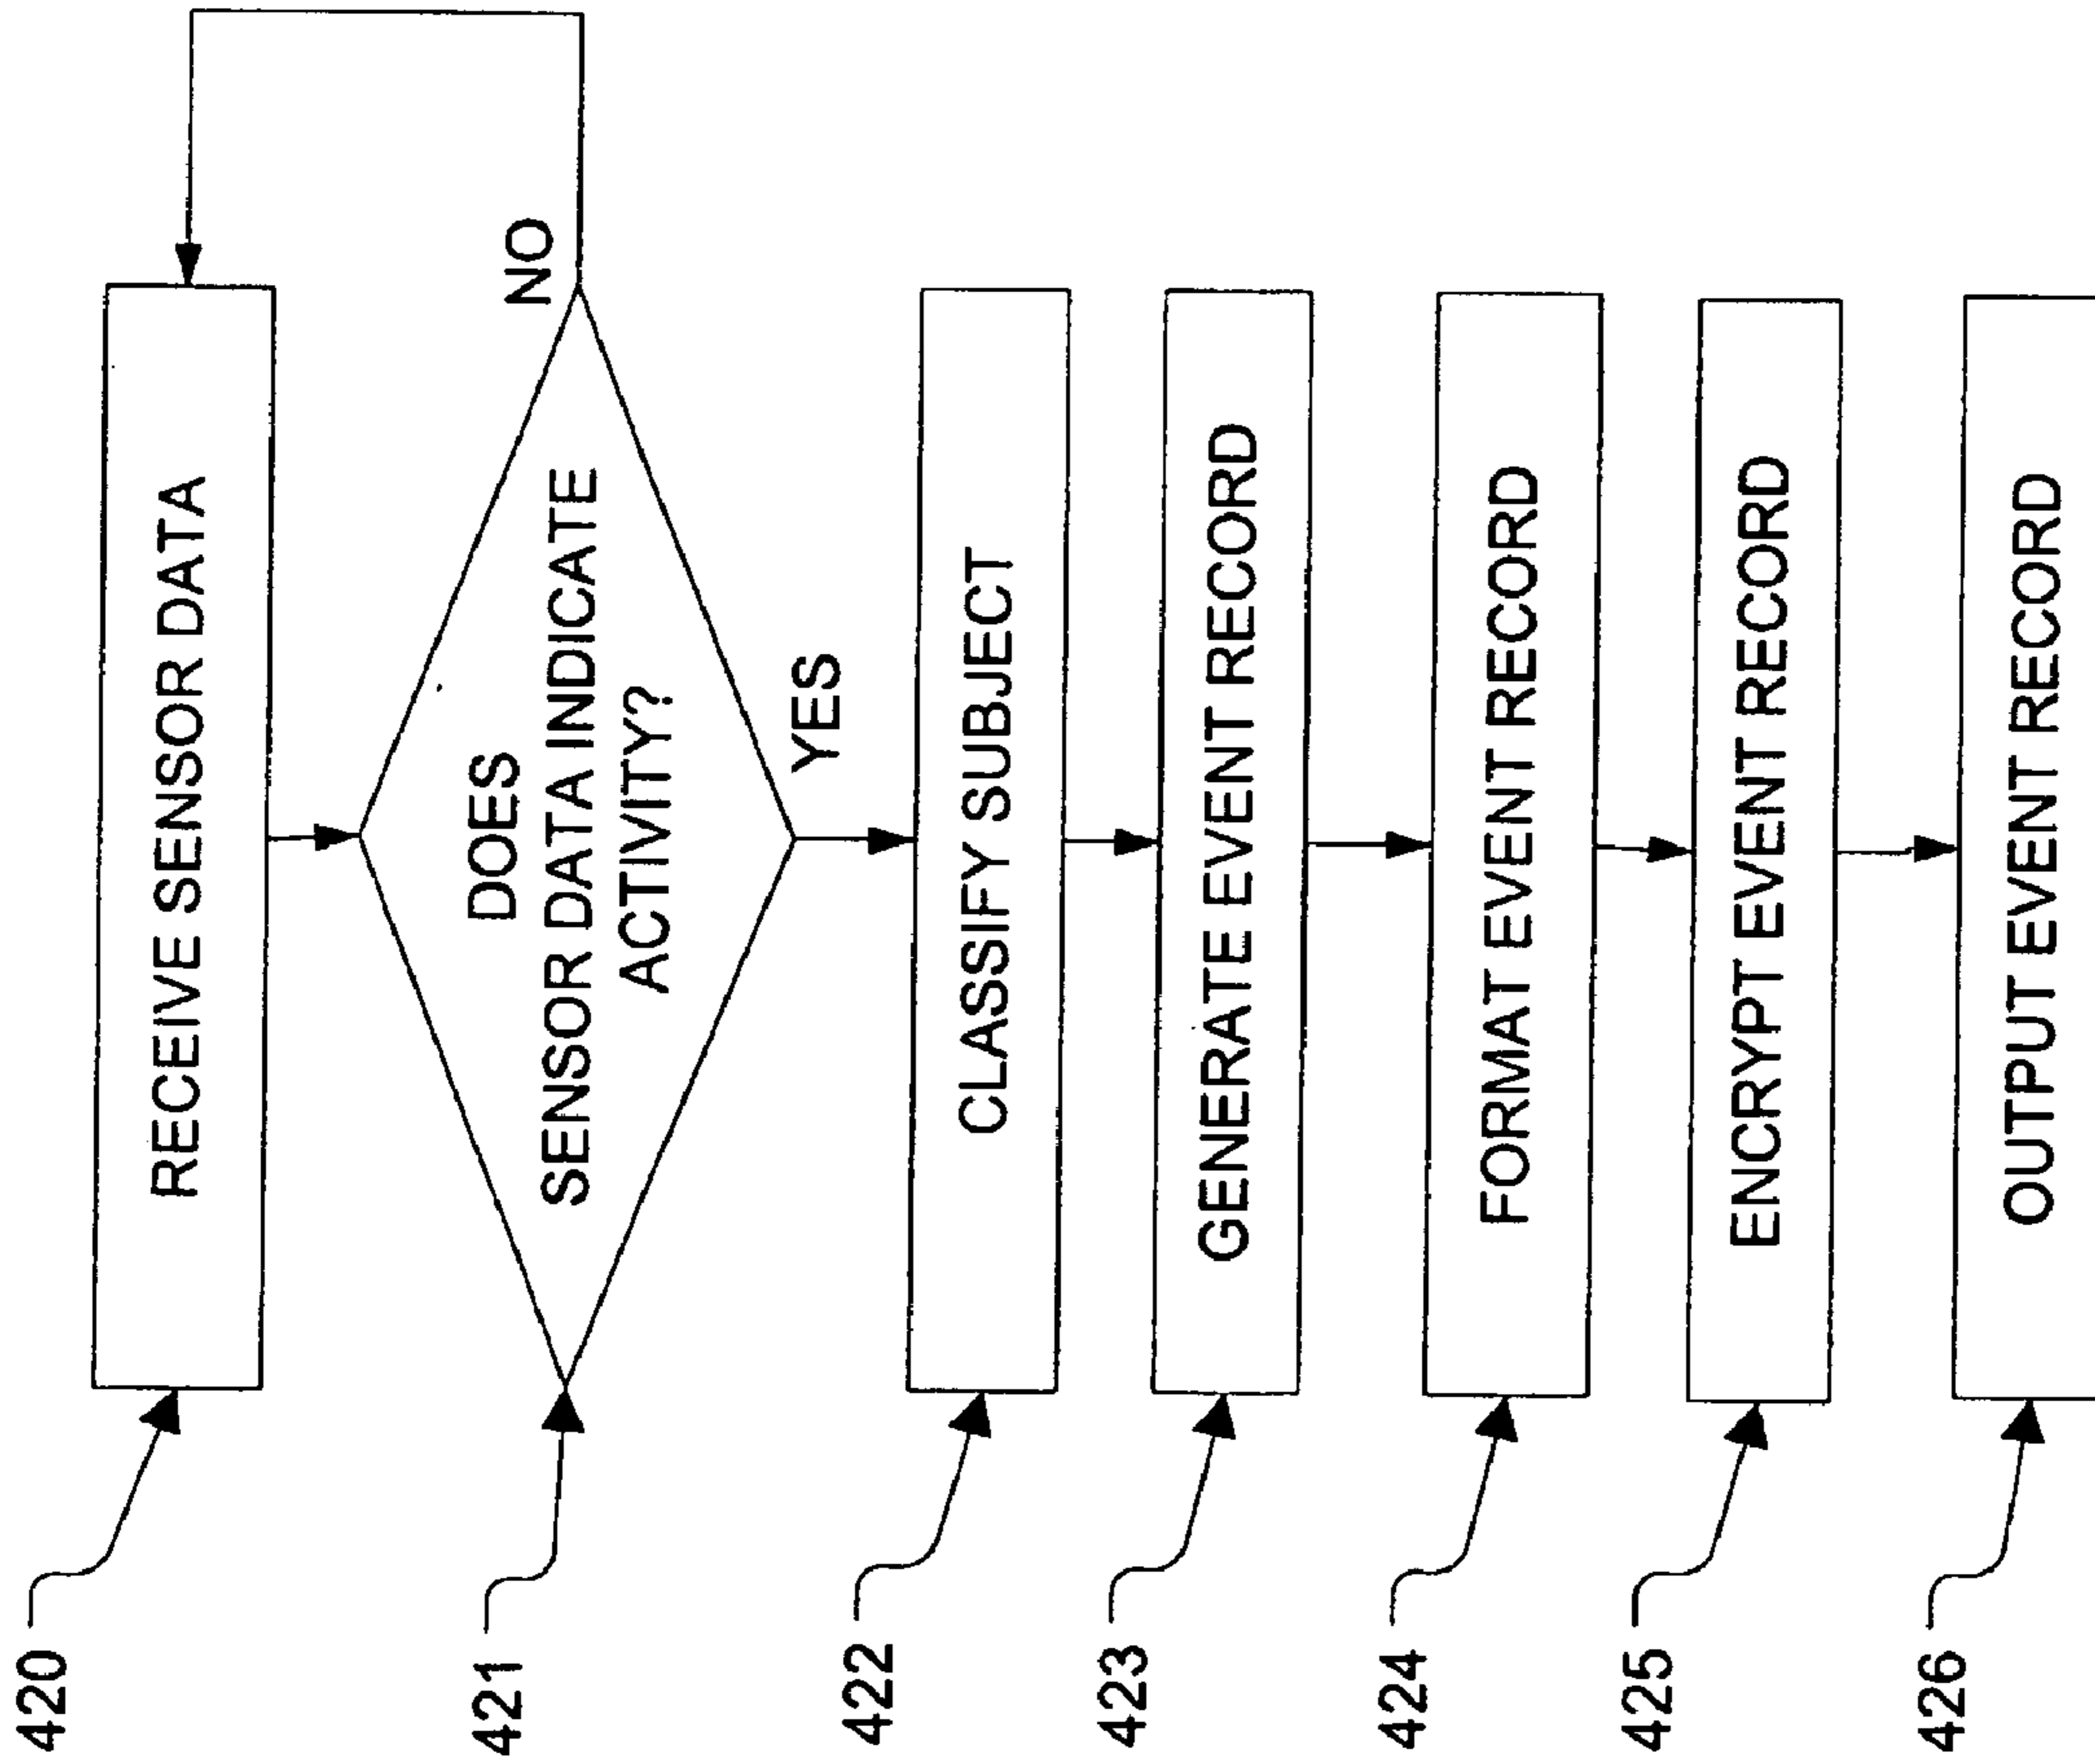 420
RECEIVE SENSOR DATA
421
DOES
SENSOR DATA INDICATE
ACTIVITY?
NO
YES
422
CLASSIFY SUBJECT
423
GENERATE EVENT RECORD
424
FORMAT EVENT RECORD
425
ENCRYPT EVENT RECORD
426
OUTPUT EVENT RECORD